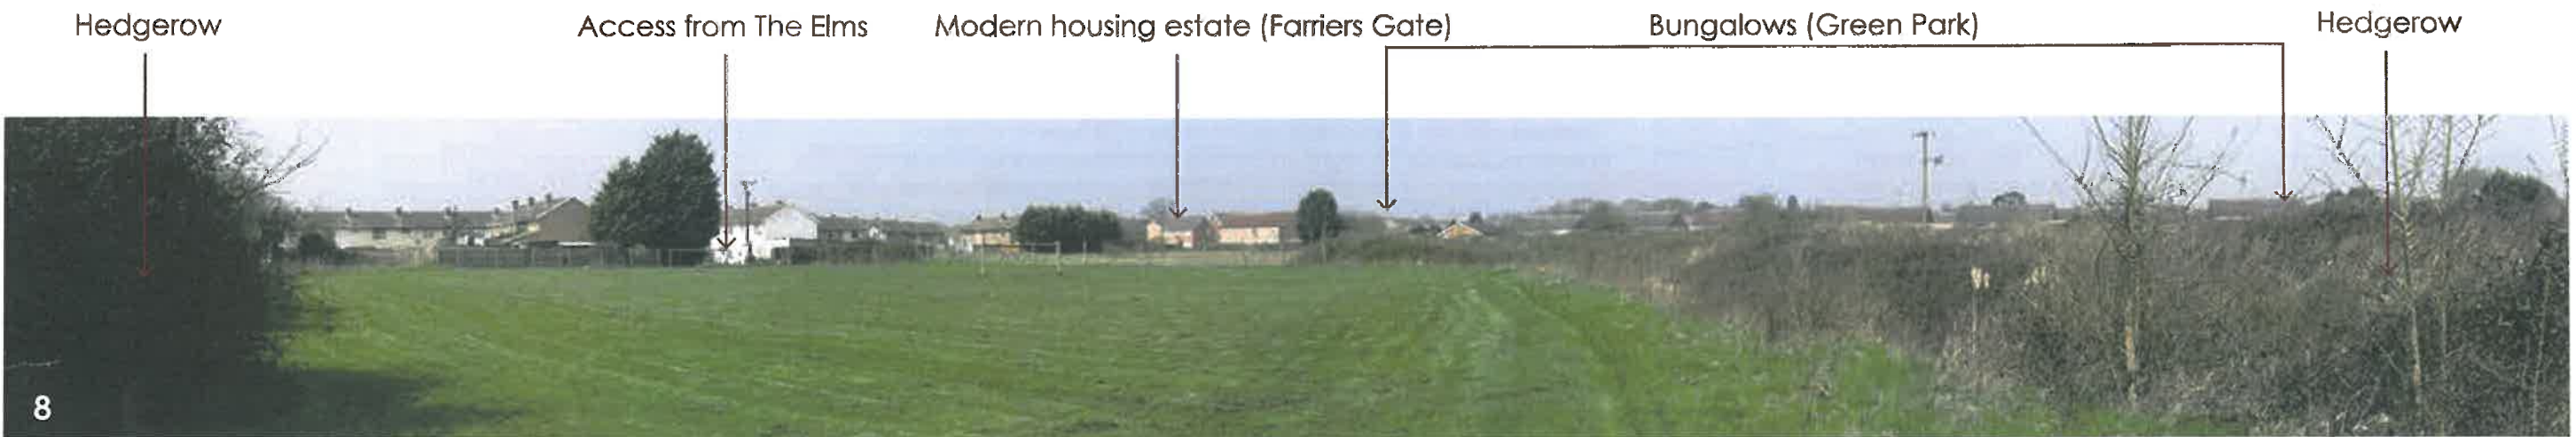 Hedgerow
Access from The Elms
Modern housing estate (Farriers Gate)
Bungalows (Green Park)
Hedgerow
8